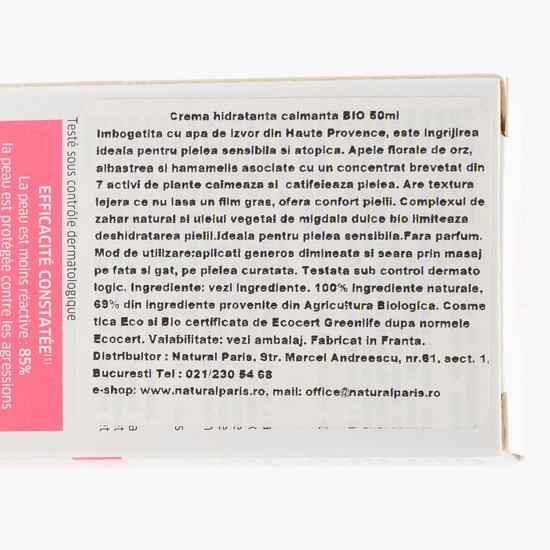 Crema hidratanta calmanta BIO 50ml
Imbogatita cu apa de izvor din Haute Provence, este ingrijirea
ideala pentru pielea sensibila si atopica. Apele florale de orz,
albastrea si hamamelis asociate cu un concentrat brevetat din
7 activi de plante calmeaza si catifeleaza pielea. Are textura
lejera ce nu lasa un film gras, ofera confort pielii. Complexul de
zahar natural si uleiul vegetal de migdala dulce bio limiteaza
deshidratarea pielii.Ideala pentru pielea sensibila.Fara parfum.
Mod de utilizare:aplicati generos dimineata si seara prin masaj
pe fata si gat, pe pielea curatata. Testata sub control dermato
logic. Ingrediente: vezi ingrediente. 100% ingrediente naturale,
69% din ingrediente provenite din Agricultura Biologica. Cosme
tica Eco si Bio certificata de Ecocert Greenlife dupa normele
Ecocert. Valabilitate: vezi ambalaj. Fabricat in Franta.
Distribuitor : Natural Paris, Str. Marcel Andreescu, nr.61, sect. 1,
Bucuresti Tel : 021/230 54 68
e-shop: www.naturalparis.ro, mail: office@naturalparis.ro
Testé sous contrôle dermatologique
EFFICACITÉ CONSTATÉE(1)
La peau est moins réactive : 85%
la peau est protégée contre les agressions